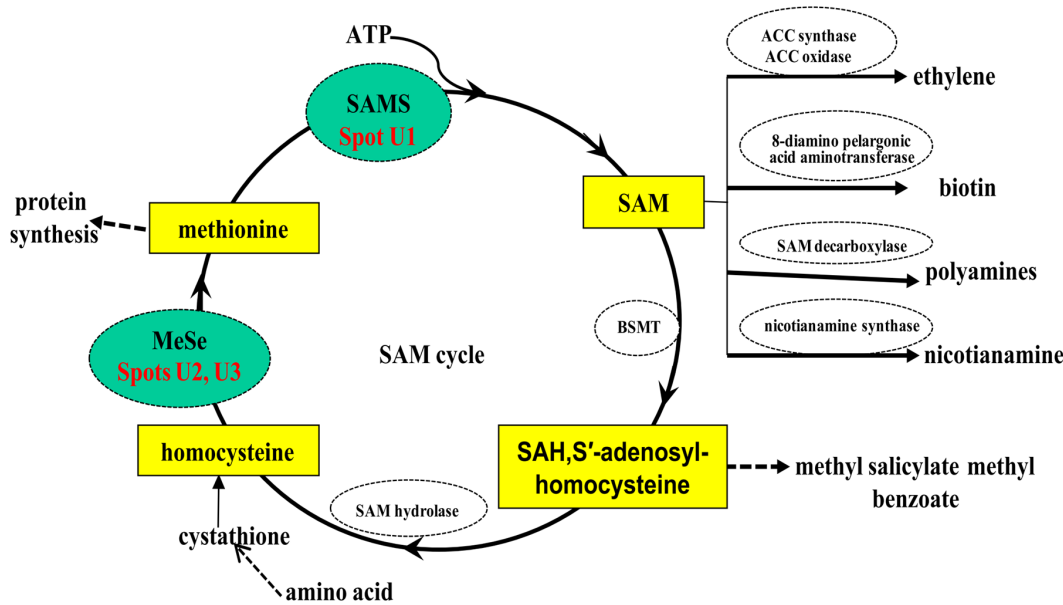 ATP
SAMS
Spot U1
ACC synthase
ACC oxidase
ethylene
8-diamino pelargonic
acid aminotransferase
biotin
SAM
SAM decarboxylase
polyamines
nicotianamine synthase
nicotianamine
protein
synthesis
methionine
BSMT
MeSe
Spots U2, U3
SAM cycle
homocysteine
SAH,S′-adenosyl-
homocysteine
methyl salicylate methyl
benzoate
SAM hydrolase
cystathione
amino acid